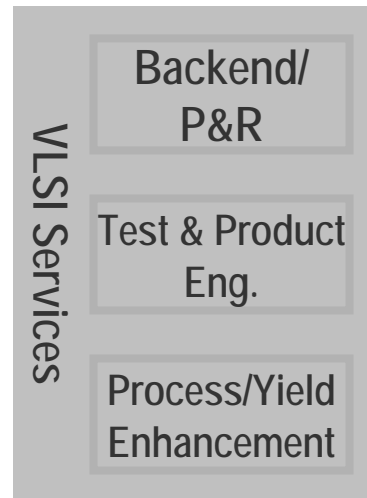 VLSI Services
Backend/
P&R
Test & Product
Eng.
Process/Yield
Enhancement